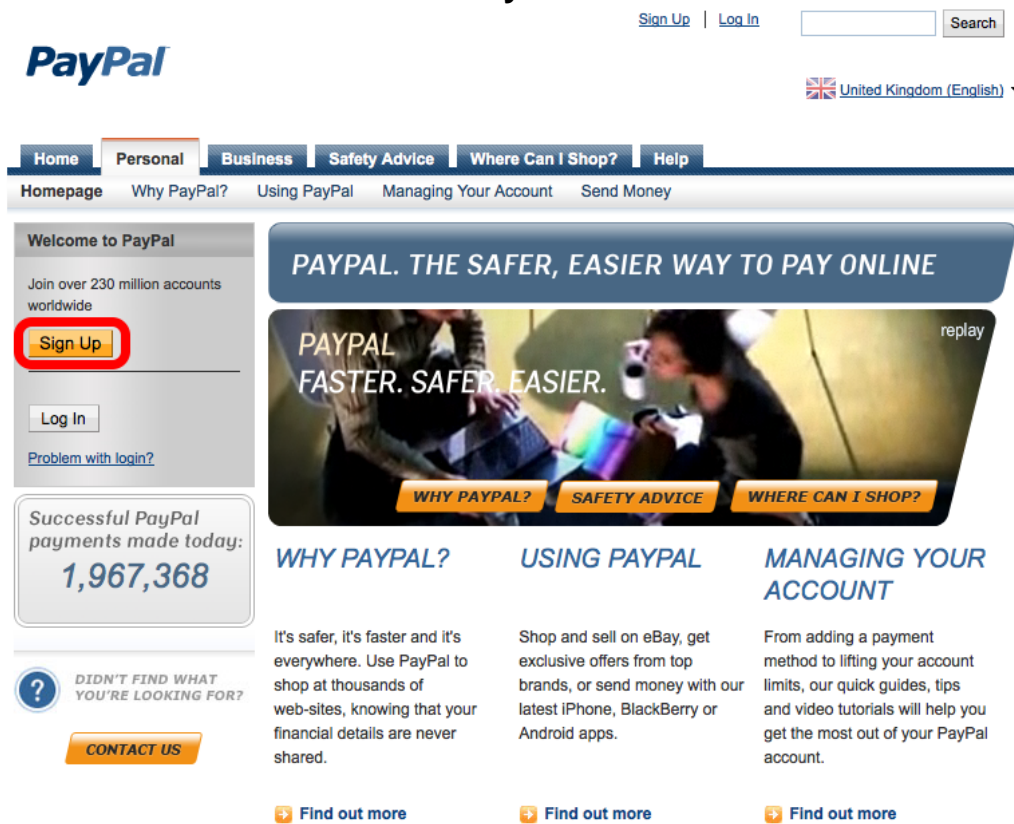 Sign Up | Log In
Search
PayPal
United Kingdom (English)
Home Personal Business Safety Advice Where Can I Shop? Help
Homepage Why PayPal? Using PayPal Managing Your Account Send Money
Welcome to PayPal
Join over 230 million accounts
worldwide
Sign Up
Log In
Problem with login?
Successful PayPal
payments made today:
1,967,368
?
DIDN'T FIND WHAT
YOU'RE LOOKING FOR?
CONTACT US
PAYPAL. THE SAFER, EASIER WAY TO PAY ONLINE
replay
PAYPAL
FASTER. SAFER. EASIER.
WHY PAYPAL? SAFETY ADVICE WHERE CAN I SHOP?
WHY PAYPAL?
It's safer, it's faster and it's
everywhere. Use PayPal to
shop at thousands of
web-sites, knowing that your
financial details are never
shared.
Find out more
USING PAYPAL
Shop and sell on eBay, get
exclusive offers from top
brands, or send money with our
latest iPhone, BlackBerry or
Android apps.
Find out more
MANAGING YOUR
ACCOUNT
From adding a payment
method to lifting your account
limits, our quick guides, tips
and video tutorials will help you
get the most out of your PayPal
account.
Find out more